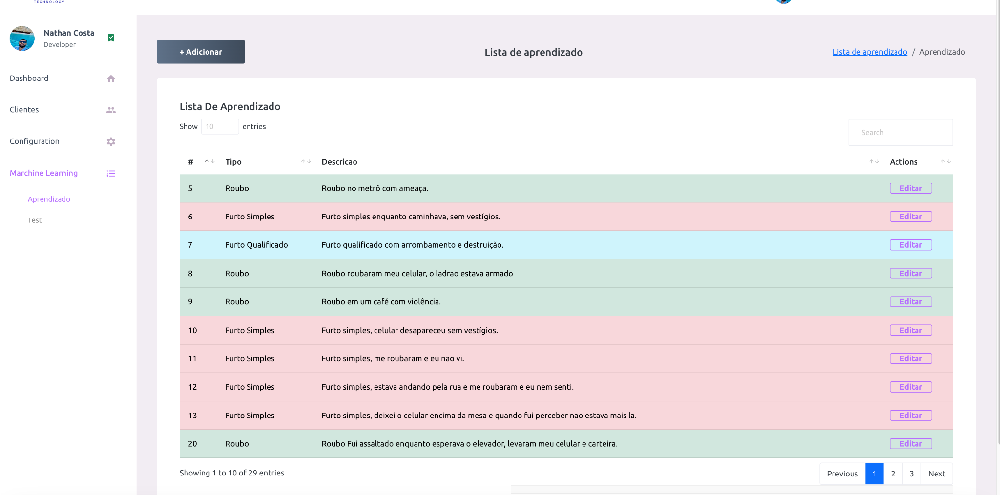 TECHNOLOGY
Nathan Costa
Developer
Dashboard
Clientes
Configuration
Marchine Learning
Aprendizado
Test
+ Adicionar
Lista de aprendizado
Lista de aprendizado / Aprendizado
Lista De Aprendizado
Show 10 entries
Search
# Tipo Descricao Actions
5 Roubo Roubo no metrô com ameaça. Editar
6 Furto Simples Furto simples enquanto caminhava, sem vestígios. Editar
7 Furto Qualificado Furto qualificado com arrombamento e destruição. Editar
8 Roubo Roubo roubaram meu celular, o ladrao estava armado Editar
9 Roubo Roubo em um café com violência. Editar
10 Furto Simples Furto simples, celular desapareceu sem vestígios. Editar
11 Furto Simples Furto simples, me roubaram e eu nao vi. Editar
12 Furto Simples Furto simples, estava andando pela rua e me roubaram e eu nem senti. Editar
13 Furto Simples Furto simples, deixei o celular encima da mesa e quando fui perceber nao estava mais la. Editar
20 Roubo Roubo Fui assaltado enquanto esperava o elevador, levaram meu celular e carteira. Editar
Showing 1 to 10 of 29 entries
Previous 1 2 3 Next